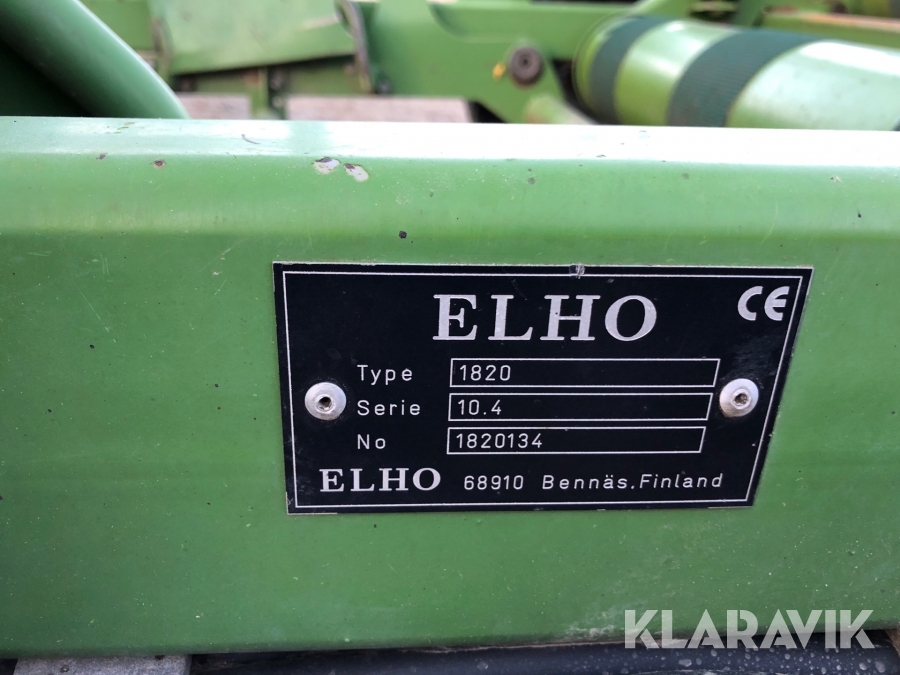 ELHO CE
Type 1820
Serie 10.4
No 1820134
ELHO 68910 Bennäs, Finland
KLARAVIK